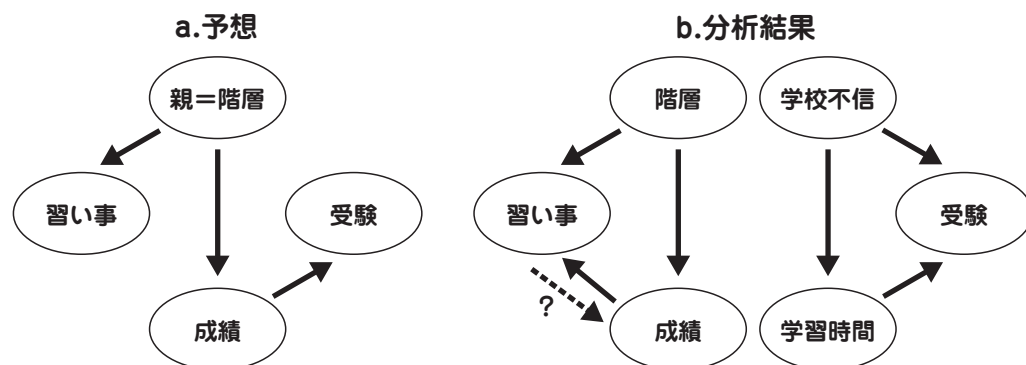 a.予想
親＝階層
習い事
受験
成績
b.分析結果
階層
学校不信
習い事
受験
?
成績
学習時間